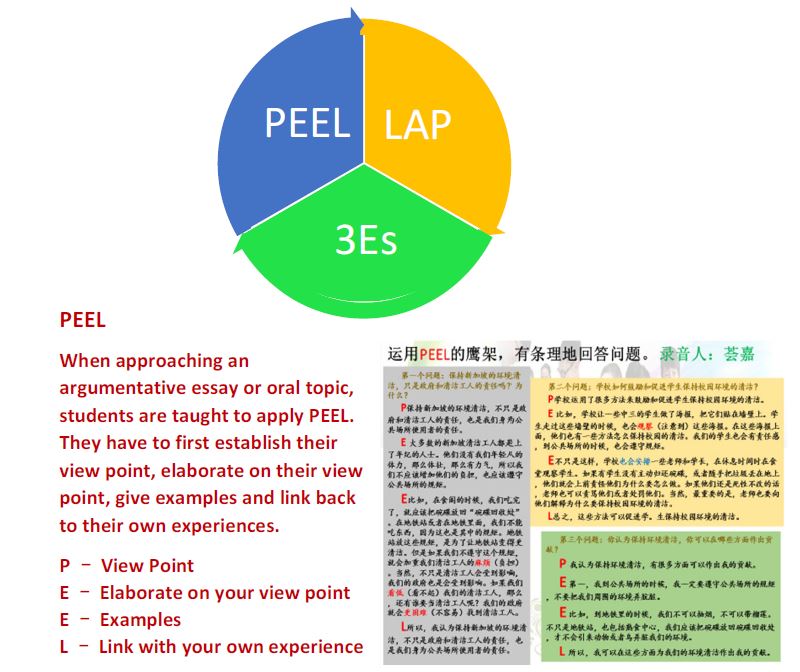 PEEL
LAP
3Es
PEEL
When approaching an
argumentative essay or oral topic,
students are taught to apply PEEL.
They have to first establish their
view point, elaborate on their view
point, give examples and link back
to their own experiences.
P – View Point
E – Elaborate on your view point
E – Examples
L – Link with your own experience
运用PEEL的鹰架，有条理地回答问题。录音人：荟嘉
第一个问题：保持新加坡的环境清
洁，只是政府和清洁工人的责任吗？为
什么？
P保持新加坡的环境清洁，不只是政
府和清洁工人的责任，也是我们身为公
共场所使用者的责任。
E 大多数的新加坡清洁工人都是上
了年纪的人士。他们没有我们年轻人的
体力，那么体壮，那么有力气，所以我
们不应该增加他们的负担，也应该遵守
公共场所的规矩。
E比如，在食阁的时候，我们吃完
了，就应该把碗碟放回“碗碟回收处”
。在地铁站或者在地铁里面，我们不能
吃东西，因为这也是其中的规矩。地铁
站放这些规矩，是为了让地铁站变得更
清洁。但是如果我们不遵守这个规矩，
就会加重我们清洁工人的麻烦（负担）
。当然，不只是清洁工人会受到影响，
我们的政府也是会受到影响。如果我们
看低（看不起）我们的清洁工人，那么
，还有谁要当清洁工人呢？我们的政府
就会更困难（不容易）找到清洁工人。
L所以，我认为保持新加坡的环境清洁
，不只是政府和清洁工人的责任，也
是我们身为公共场所使用者的责任。
第二个问题：学校如何鼓励和促进学生保持校园环境的清洁？
P学校运用了很多方法来鼓励和促进学生保持校园环境的清洁。
E 比如，学校让一些中三的学生做了海报，把它们贴在墙壁上。学
生走过这些墙壁的时候，也会观察（注意到）这些海报。在这些海报上
面，他们也有一些方法怎么保持校园的清洁。我们的学生也会有责任感
，到公共场所的时候，也会遵守规矩。
E不只是这样，学校也会安排一些老师和学长，在休息时间时在食
堂观察学生。如果有学生没有主动归还碗碟，或者随手把垃圾丢在地上
，他们就会上前责怪他们为什么要怎么做。如果他们还是死性不改的话
，老师也可以责骂他们或者处罚他们。当然，最重要的是，老师也要向
他们解释为什么要保持校园环境的清洁。
L总之，这些方法可以促进学生保持校园环境的清洁。
第三个问题：你认为保持环境清洁，你可以在哪些方面作出贡
献？
P 我认为保持环境清洁，有很多方面可以作出我的贡献。
E第一，我到公共场所的时候，我一定要遵守公共场所的规矩
，不要把我们周围的环境弄脏脏。
E比如，到地铁里的时候，我们不可以抽烟，不可以带榴莲。
不只是地铁站，也包括熟食中心，我们应该把碗碟放回碗碟回收处
，才不会引来动物或者鸟弄脏我们的环境。
L 所以，我可以在这些方面为我们的环境清洁作出我的贡献。